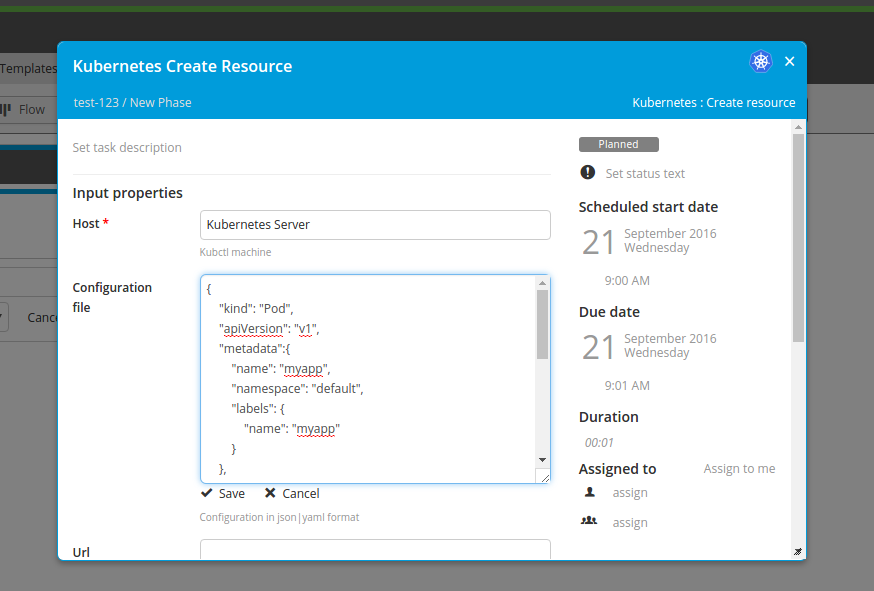 Kubernetes Create Resource
test-123 / New Phase
Kubernetes : Create resource
Templates
Flow
Canc
Set task description
Input properties
Host *
Kubernetes Server
Kubctl machine
Configuration
file
{
"kind": "Pod",
"apiVersion": "v1",
"metadata":{
"name": "myapp",
"namespace": "default",
"labels": {
"name": "myapp"
}
},
Save
Cancel
Configuration in json|yaml format
Url
Planned
Set status text
Scheduled start date
21
September 2016
Wednesday
9:00 AM
Due date
21
September 2016
Wednesday
9:01 AM
Duration
00:01
Assigned to
Assign to me
assign
assign